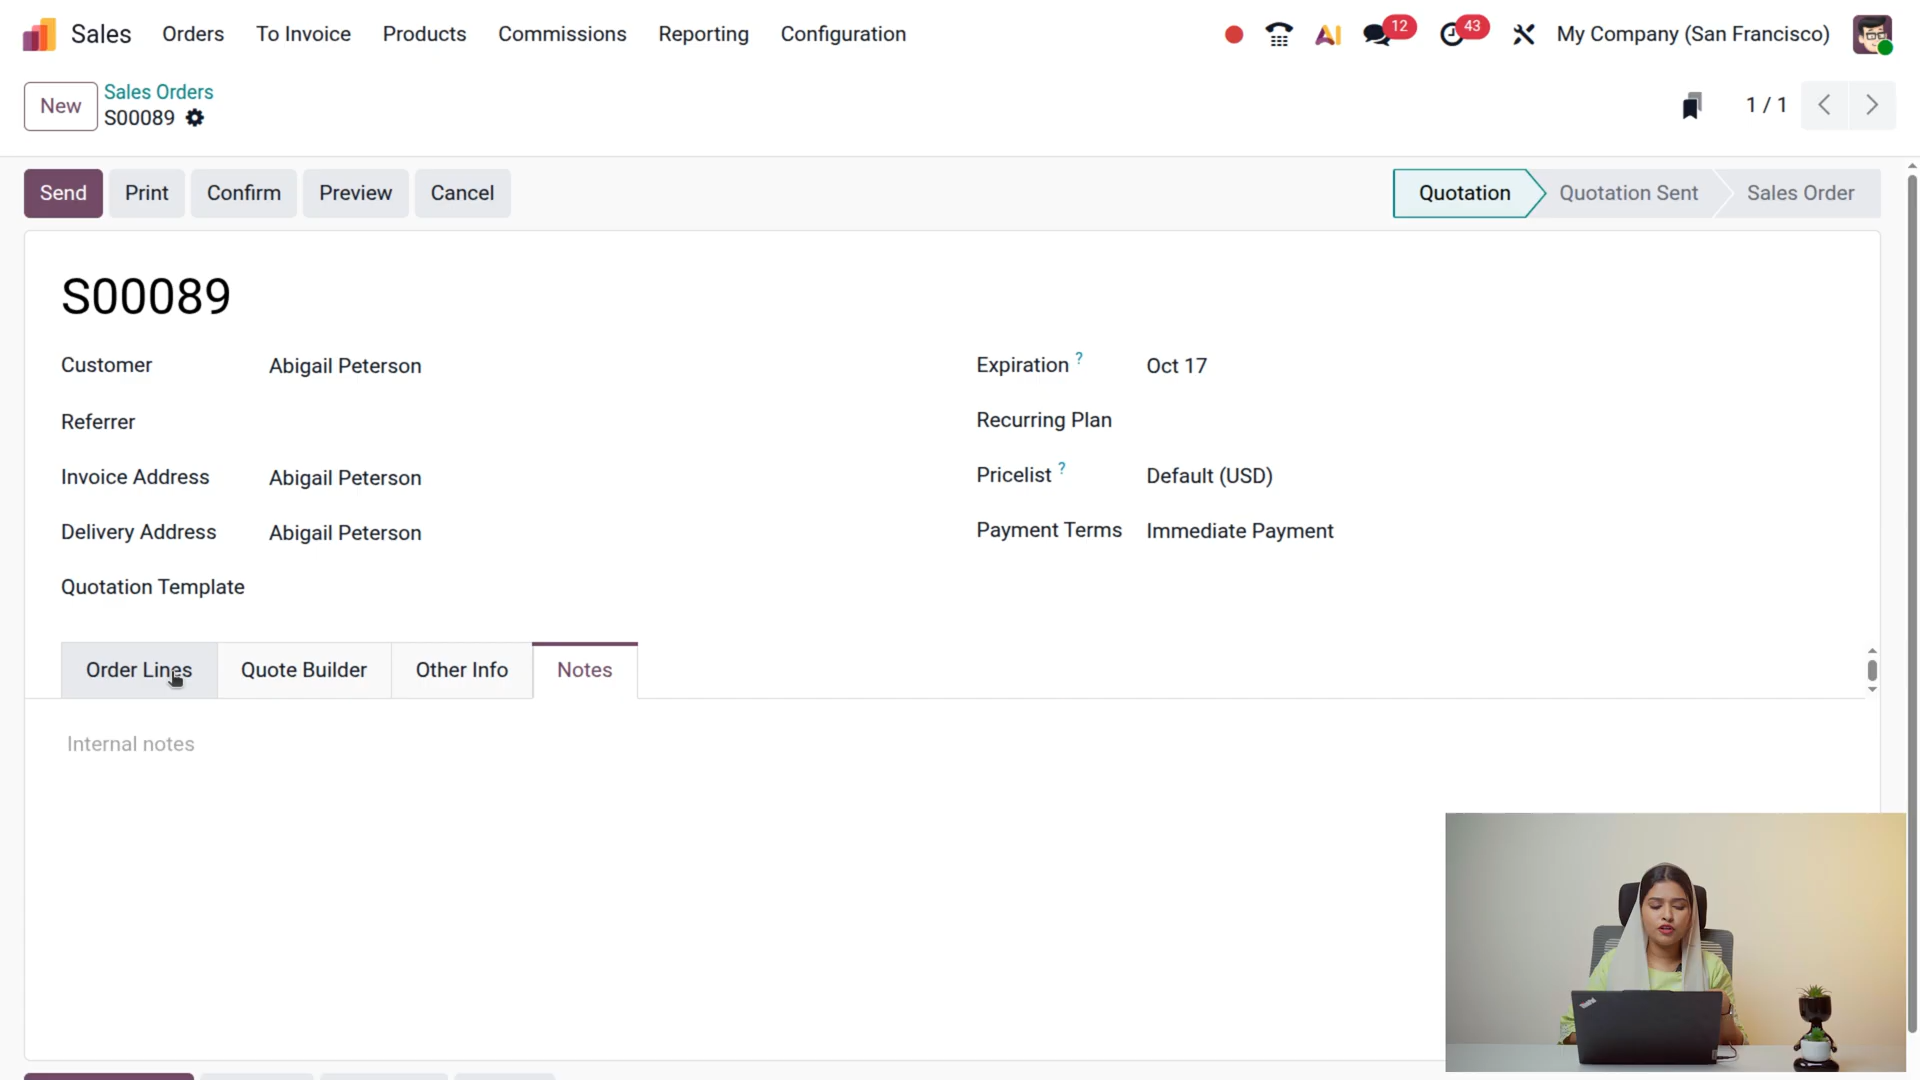 Sales Orders To Invoice Products Commissions Reporting Configuration AI 12 43 My Company (San Francisco)
New Sales Orders
S00089 1 / 1
Send Print Confirm Preview Cancel Quotation Quotation Sent Sales Order
S00089
Customer Abigail Peterson Expiration ? Oct 17
Referrer Recurring Plan
Invoice Address Abigail Peterson Pricelist ? Default (USD)
Delivery Address Abigail Peterson Payment Terms Immediate Payment
Quotation Template
Order Lines Quote Builder Other Info Notes
Internal notes